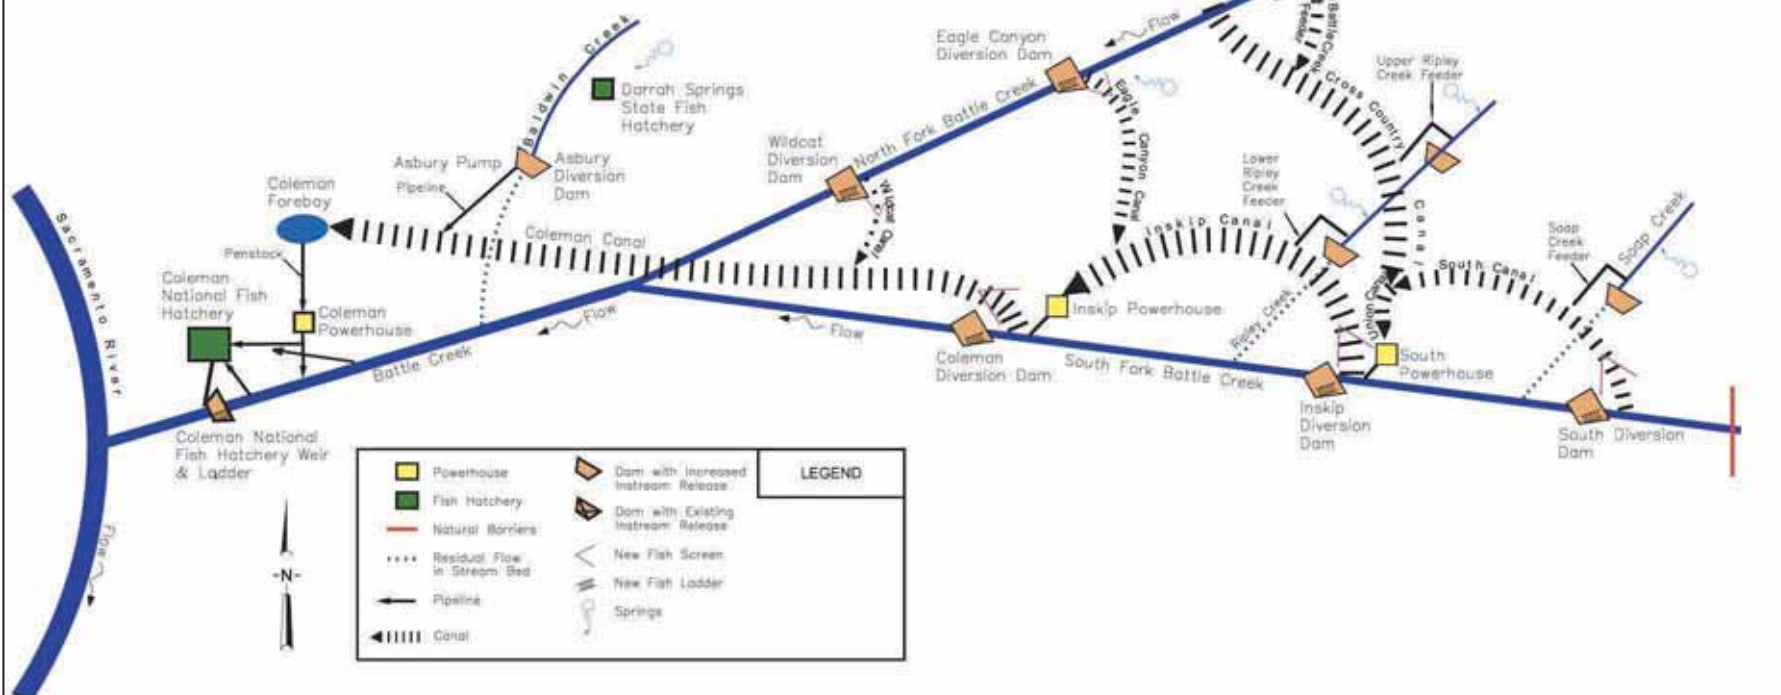 Flow
Battle Creek
Feeder
Eagle Canyon
Diversion Dam
Upper Ripley
Creek Feeder
Cross Country
Canal
Baldwin Creek
Darrah Springs
State Fish
Hatchery
Eagle Canyon Canal
North Fork Battle Creek
Wildcat
Diversion
Dam
Wildcat Canal
Asbury Pump
Pipeline
Asbury
Diversion
Dam
Lower
Ripley
Creek
Feeder
Coleman
Forebay
Coleman Canal
Inskip Canal
Soap
Creek
Feeder
Soap Creek
South Canal
Union Canal
Sacramento River
Penstock
Coleman
National Fish
Hatchery
Coleman
Powerhouse
Flow
Flow
Inskip Powerhouse
Ripley Creek
South
Powerhouse
Battle Creek
Coleman
Diversion Dam
South Fork Battle Creek
Inskip
Diversion
Dam
South Diversion
Dam
Coleman National
Fish Hatchery Weir
& Ladder
Flow
-N-
LEGEND
Powerhouse
Fish Hatchery
Natural Barriers
Residual Flow
in Stream Bed
Pipeline
Canal
Dam with Increased
Instream Release
Dam with Existing
Instream Release
New Fish Screen
New Fish Ladder
Springs